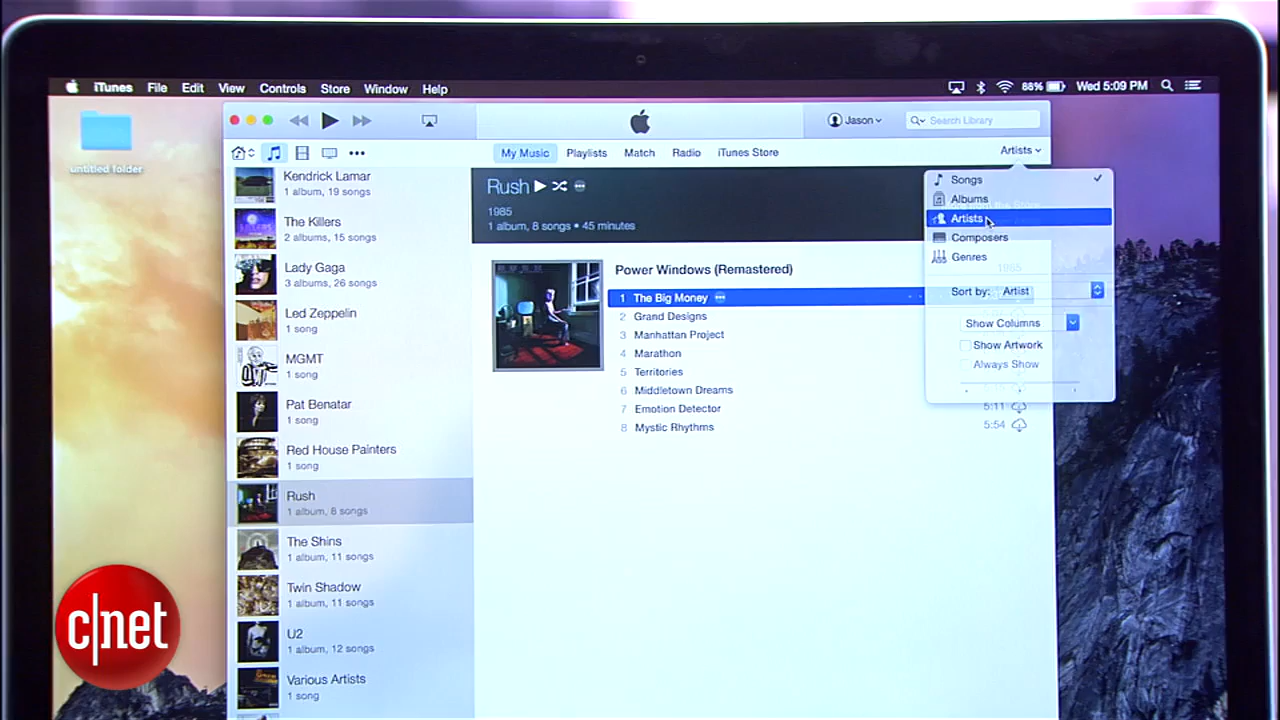 iTunes File Edit View Controls Store Window Help 88% Wed 5:09 PM
untitled folder
Jason
Search Library
My Music Playlists Match Radio iTunes Store
Artists
Kendrick Lamar
1 album, 19 songs
The Killers
2 albums, 15 songs
Lady Gaga
3 albums, 26 songs
Led Zeppelin
1 song
MGMT
1 song
Pat Benatar
1 song
Red House Painters
1 song
Rush
1 album, 8 songs
The Shins
1 album, 11 songs
Twin Shadow
1 album, 11 songs
U2
1 album, 12 songs
Various Artists
1 song
Rush
1985
1 album, 8 songs • 45 minutes
Power Windows (Remastered)
1 The Big Money
2 Grand Designs
3 Manhattan Project
4 Marathon
5 Territories
6 Middletown Dreams
7 Emotion Detector
8 Mystic Rhythms
5:11
5:54
Songs
Albums
Artists
Composers
Genres
1985
Sort by: Artist
Show Columns
Show Artwork
Always Show
c|net